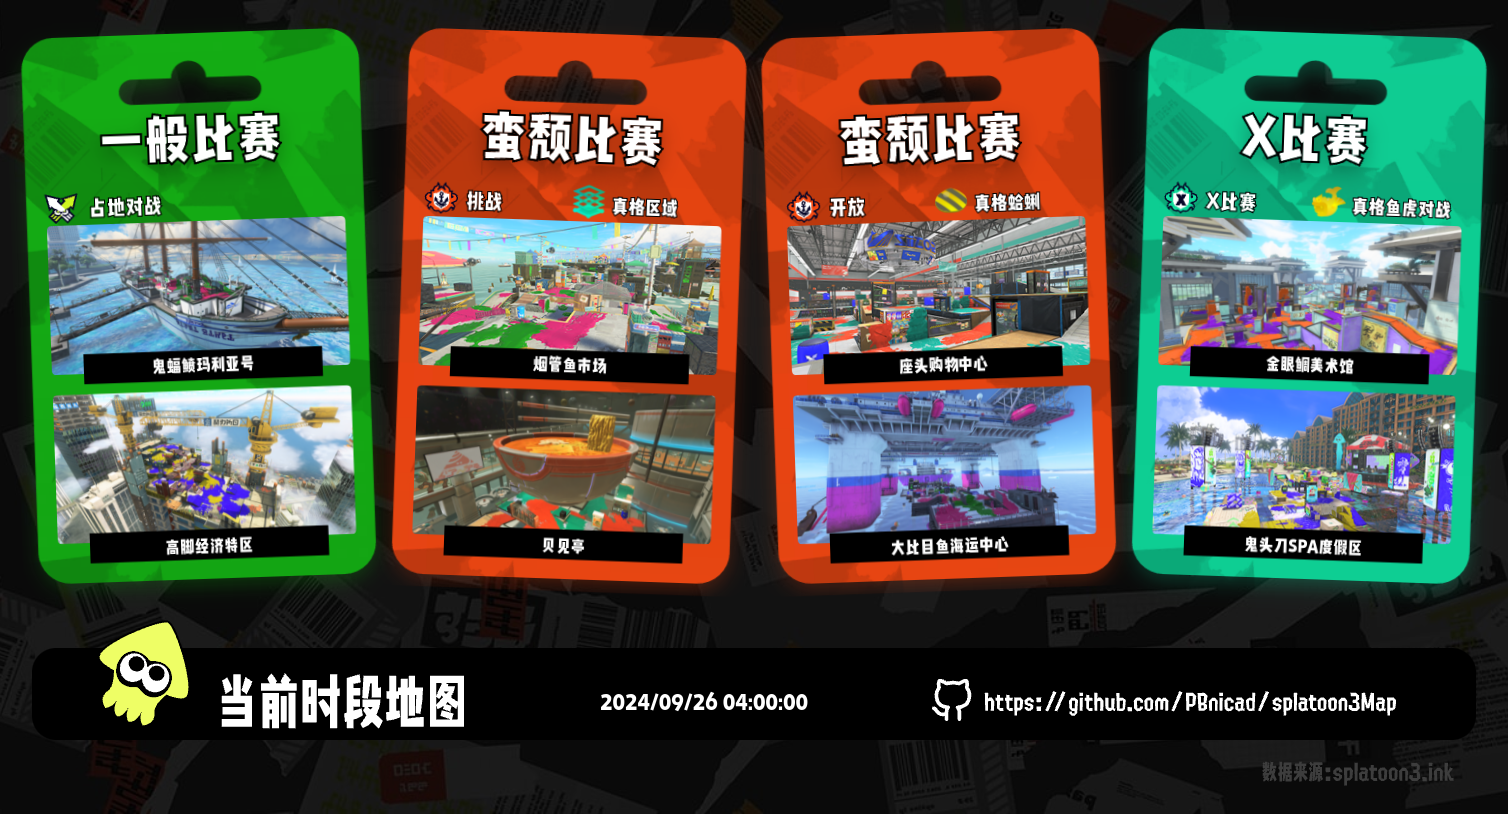 一般比赛
占地对战
鬼蝠鲼玛利亚号
高脚经济特区
蛮颓比赛
挑战
真格区域
烟管鱼市场
贝见亭
蛮颓比赛
开放
真格蛤蜊
座头购物中心
大比目鱼海运中心
X比赛
X比赛
真格鱼虎对战
金眼鲷美术馆
鬼头刀SPA度假区
当前时段地图
2024/09/26 04:00:00
https://github.com/PBnicad/splatoon3Map
数据来源:splatoon3.ink